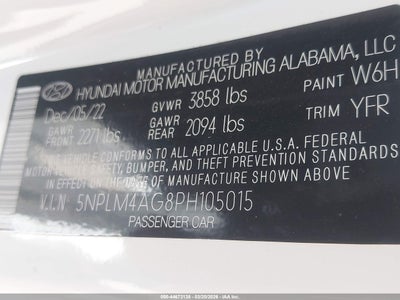 MANUFACTURED BY
HYUNDAI MOTOR MANUFACTURING ALABAMA, LLC
Dec/05/22 GVWR 3858 lbs PAINT W6H
GAWR FRONT 2271 lbs GAWR REAR 2094 lbs TRIM YFR
THIS VEHICLE CONFORMS TO ALL APPLICABLE U.S.A. FEDERAL
MOTOR VEHICLE SAFETY, BUMPER, AND THEFT PREVENTION
STANDARDS IN EFFECT ON THE DATE OF MANUFACTURE SHOWN ABOVE.
V.I.N 5NPLM4AG8PH105015
PASSENGER CAR